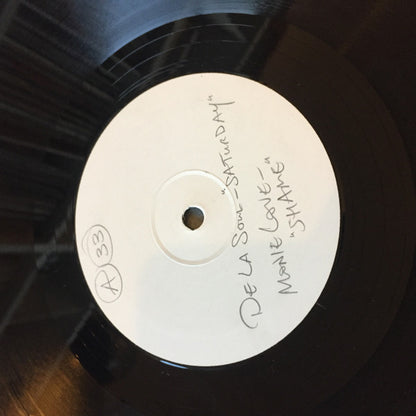 DE LA SOUL - "SATURDAY"
MONIE LOVE -
"SHAME"
A 33